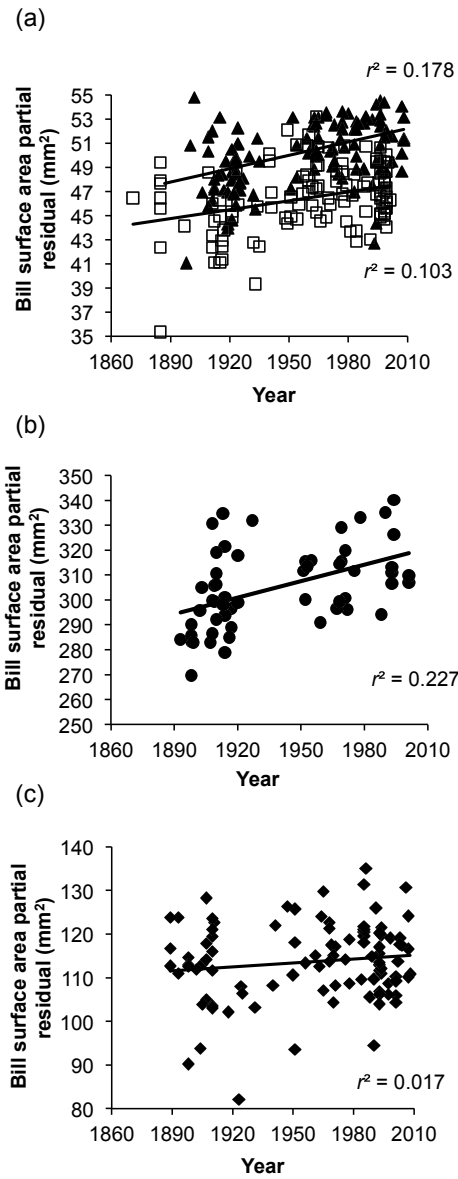 (a)
r² = 0.178
Bill surface area partial
residual (mm²)
55
53
51
49
47
45
43
41
39
37
35
r² = 0.103
1860 1890 1920 1950 1980 2010
Year
(b)
Bill surface area partial
residual (mm²)
350
340
330
320
310
300
290
280
270
260
250
r² = 0.227
1860 1890 1920 1950 1980 2010
Year
(c)
Bill surface area partial
residual (mm²)
140
130
120
110
100
90
80
r² = 0.017
1860 1890 1920 1950 1980 2010
Year